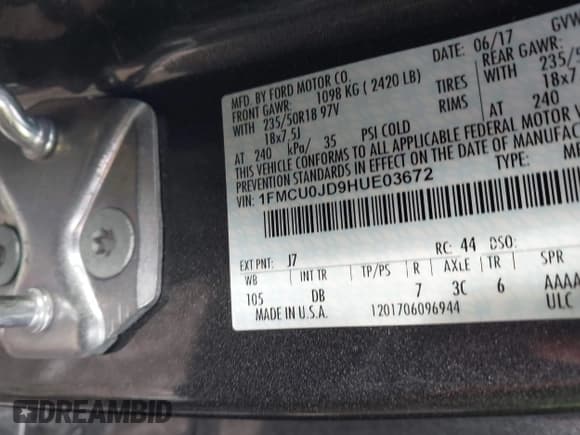 MFD. BY FORD MOTOR CO. DATE: 06/17 GVW
FRONT GAWR: 1098 KG ( 2420 LB) REAR GAWR:
WITH 235/50R18 97V TIRES WITH 235/5
18x7.5J RIMS 18x7.
AT 240 kPa/ 35 PSI COLD AT 240
THIS VEHICLE CONFORMS TO ALL APPLICABLE FEDERAL MOTOR
PREVENTION STANDARDS IN EFFECT ON THE DATE OF MANUFAC
VIN: 1FMCU0JD9HUE03672 TYPE:
EXT PNT: J7 RC: 44 DSO:
WB INT TR TP/PS R AXLE TR SPR
105 DB 7 3C 6 AAAA
MADE IN U.S.A. 1201706096944 ULC
DREAMBID